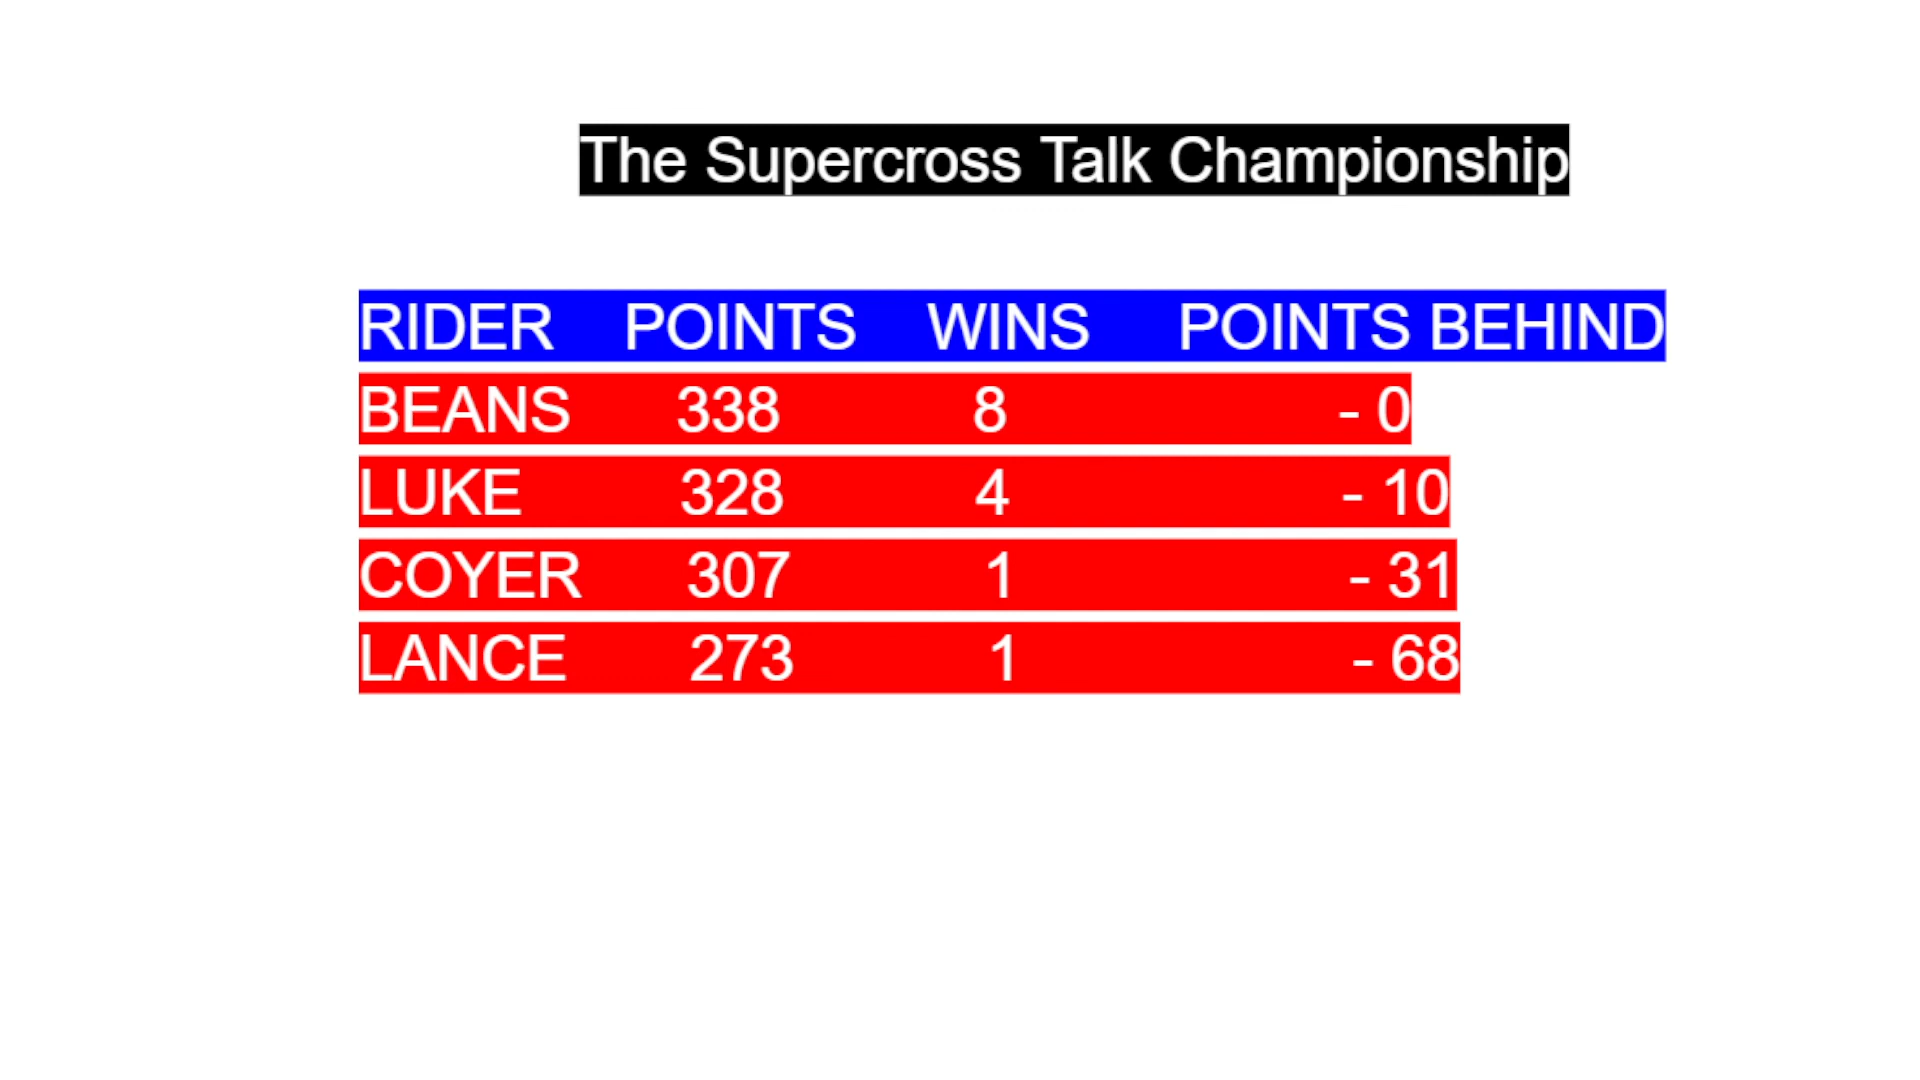 The Supercross Talk Championship
RIDER POINTS WINS POINTS BEHIND
BEANS 338 8 - 0
LUKE 328 4 - 10
COYER 307 1 - 31
LANCE 273 1 - 68